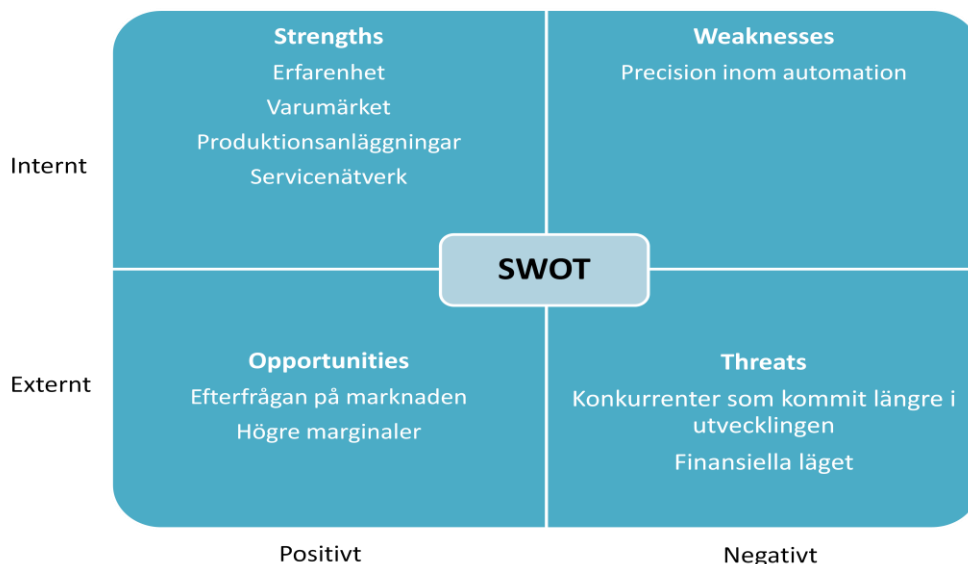 Strengths
Erfarenhet
Varumärket
Produktionsanläggningar
Servicenätverk
Weaknesses
Precision inom automation
Internt
SWOT
Opportunities
Efterfrågan på marknaden
Högre marginaler
Threats
Konkurrenter som kommit längre i
utvecklingen
Finansiella läget
Externt
Positivt
Negativt